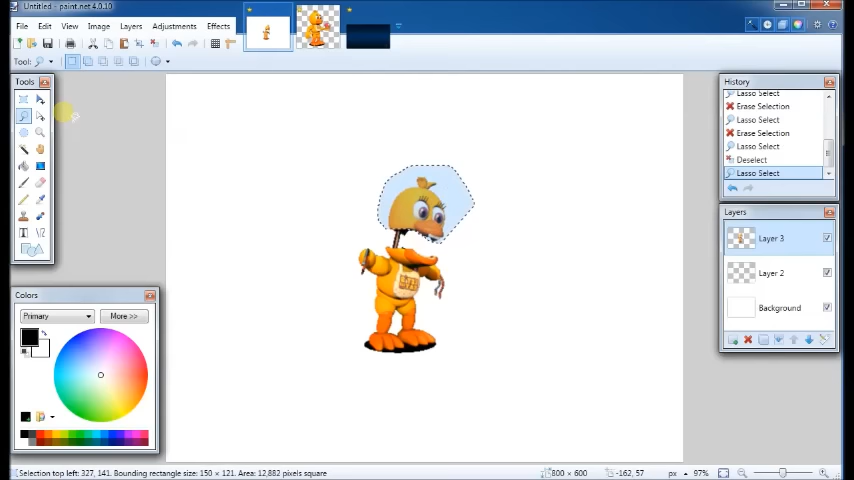 Untitled - paint.net 4.0.10
File Edit View Image Layers Adjustments Effects
Tool:
Tools
History
Lasso Select
Erase Selection
Lasso Select
Erase Selection
Lasso Select
Deselect
Lasso Select
Layers
Layer 3
Layer 2
Background
Colors
Primary
More >>
Selection top left: 327, 141. Bounding rectangle size: 150 × 121. Area: 12,882 pixels square
800 × 600
-162, 57
px
97%